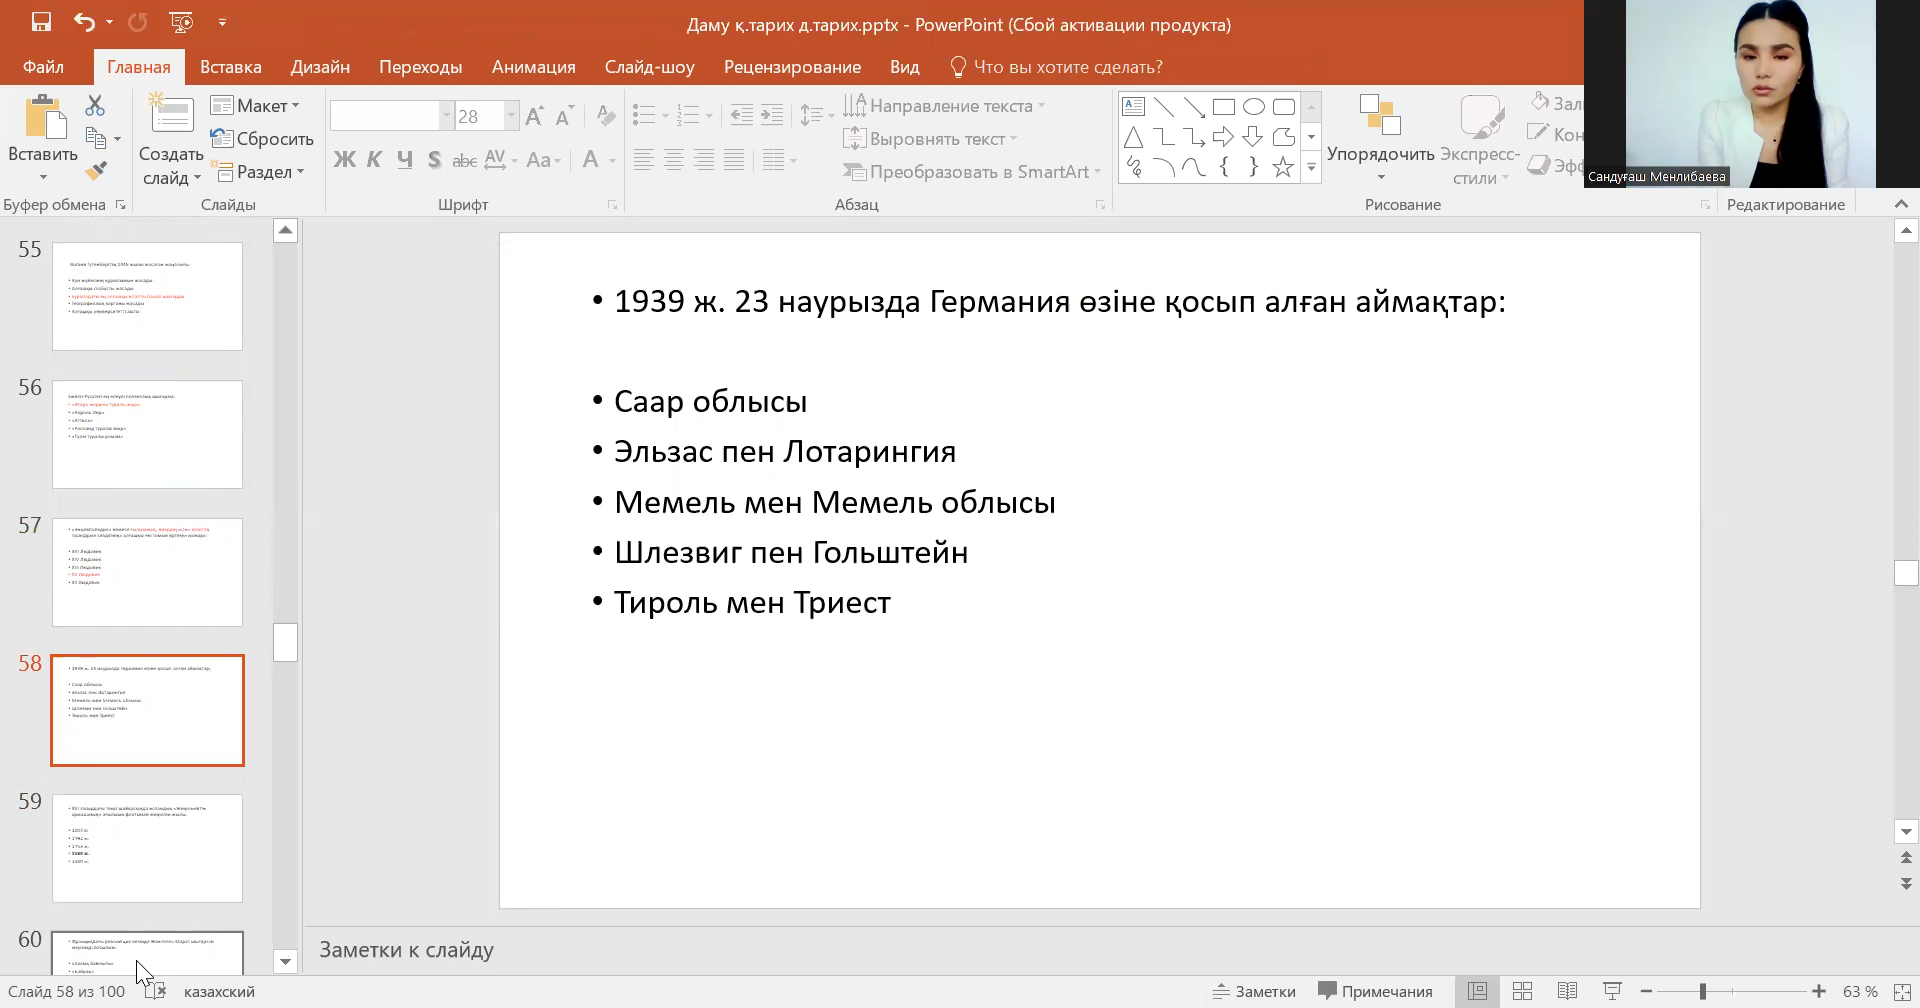 Даму қ.тарих д.тарих.pptx - PowerPoint (Сбой активации продукта)
Файл Главная Вставка Дизайн Переходы Анимация Слайд-шоу Рецензирование Вид Что вы хотите сделать?
Вставить
Создать слайд
Макет
Сбросить
Раздел
28
Ж К Ч S abc AV Aa A
Направление текста
Выровнять текст
Преобразовать в SmartArt
Упорядочить
Экспресс-стили
Буфер обмена Слайды Шрифт Абзац Рисование Редактирование
Сандуғаш Менлибаева
55
56
57
58
59
60
• 1939 ж. 23 наурызда Германия өзіне қосып алған аймақтар:
• Саар облысы
• Эльзас пен Лотарингия
• Мемель мен Мемель облысы
• Шлезвиг пен Гольштейн
• Тироль мен Триест
Заметки к слайду
Слайд 58 из 100 казахский Заметки Примечания 63 %